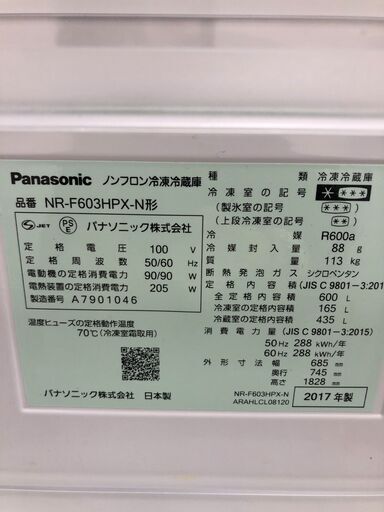 Panasonic ノンフロン冷凍冷蔵庫
品番 NR-F603HPX-N形
JET PSE パナソニック株式会社
定格電圧 100 V
定格周波数 50/60 Hz
電動機の定格消費電力 90/90 W
電熱装置の定格消費電力 205 W
製造番号 A7901046
温度ヒューズの定格動作温度
70℃(冷凍室霜取用)
パナソニック株式会社 日本製
種類 冷凍冷蔵庫
冷凍室の記号
(製氷室の記号)
(上段冷凍室の記号)
冷媒 R600a
冷媒封入量 88 g
質量 113 kg
断熱発泡ガス シクロペンタン
定格内容積 (JIS C 9801-3:201
全定格内容積 600 L
冷凍室の定格内容積 165 L
冷蔵室の定格内容積 435 L
消費電力量 (JIS C 9801-3:2015)
50Hz 288 kWh/年
60Hz 288 kWh/年
外形寸法 幅 685 mm
奥行 745 mm
高さ 1828 mm
NR-F603HPX-N
ARAHLCL08120
2017 年製